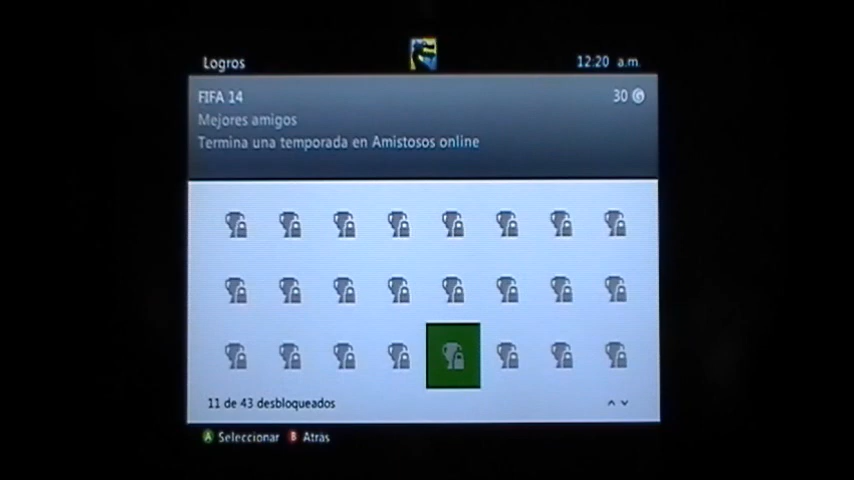 Logros
12:20 a.m.
FIFA 14
30 G
Mejores amigos
Termina una temporada en Amistosos online
11 de 43 desbloqueados
A Seleccionar B Atrás